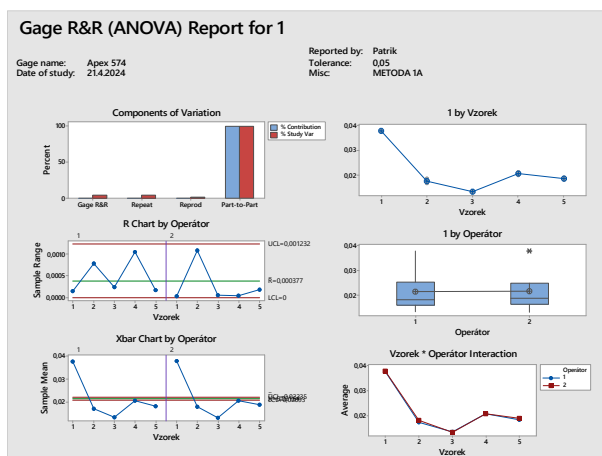 Gage R&R (ANOVA) Report for 1
Gage name: Apex 574
Date of study: 21.4.2024
Reported by: Patrik
Tolerance: 0,05
Misc: METODA 1A
Components of Variation
Percent
100
50
0
Gage R&R Repeat Reprod Part-to-Part
% Contribution
% Study Var
1 by Vzorek
0,04
0,03
0,02
1 2 3 4 5
Vzorek
R Chart by Operátor
Sample Range
1 2
0,0010
0,0005
0,0000
UCL=0,001232
R=0,000377
LCL=0
1 2 3 4 5 1 2 3 4 5
Vzorek
1 by Operátor
0,04
0,03
0,02
1 2
Operátor
Xbar Chart by Operátor
Sample Mean
1 2
0,04
0,03
0,02
1 2 3 4 5 1 2 3 4 5
Vzorek
Vzorek * Operátor Interaction
Average
0,04
0,03
0,02
1 2 3 4 5
Vzorek
Operátor
1
2